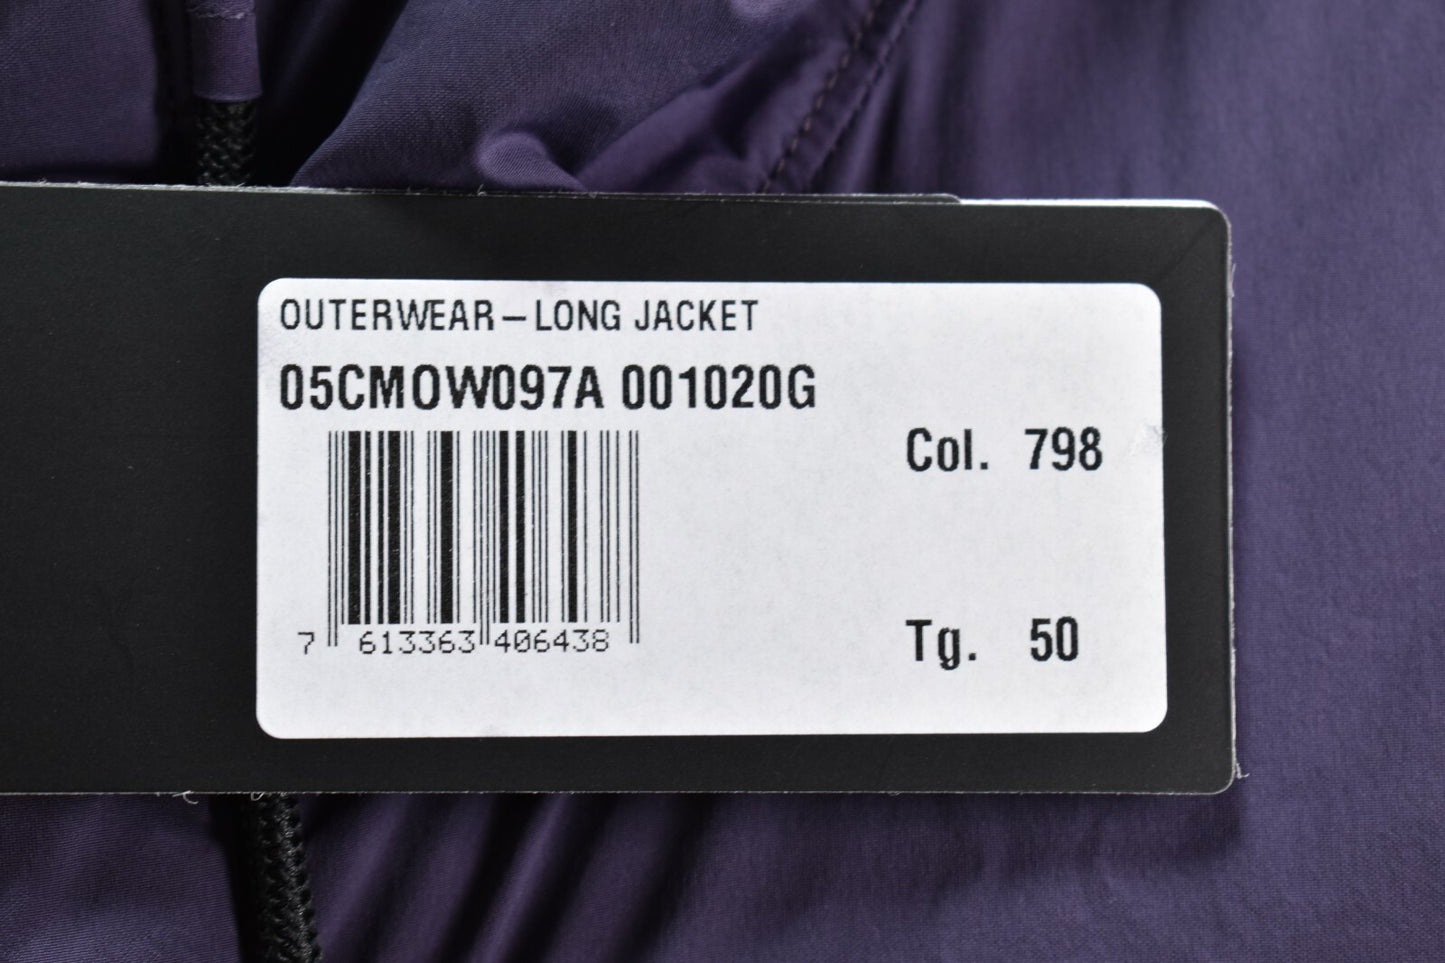 OUTERWEAR – LONG JACKET
05CMOW097A 001020G
Col. 798
7 613363 406438
Tg. 50